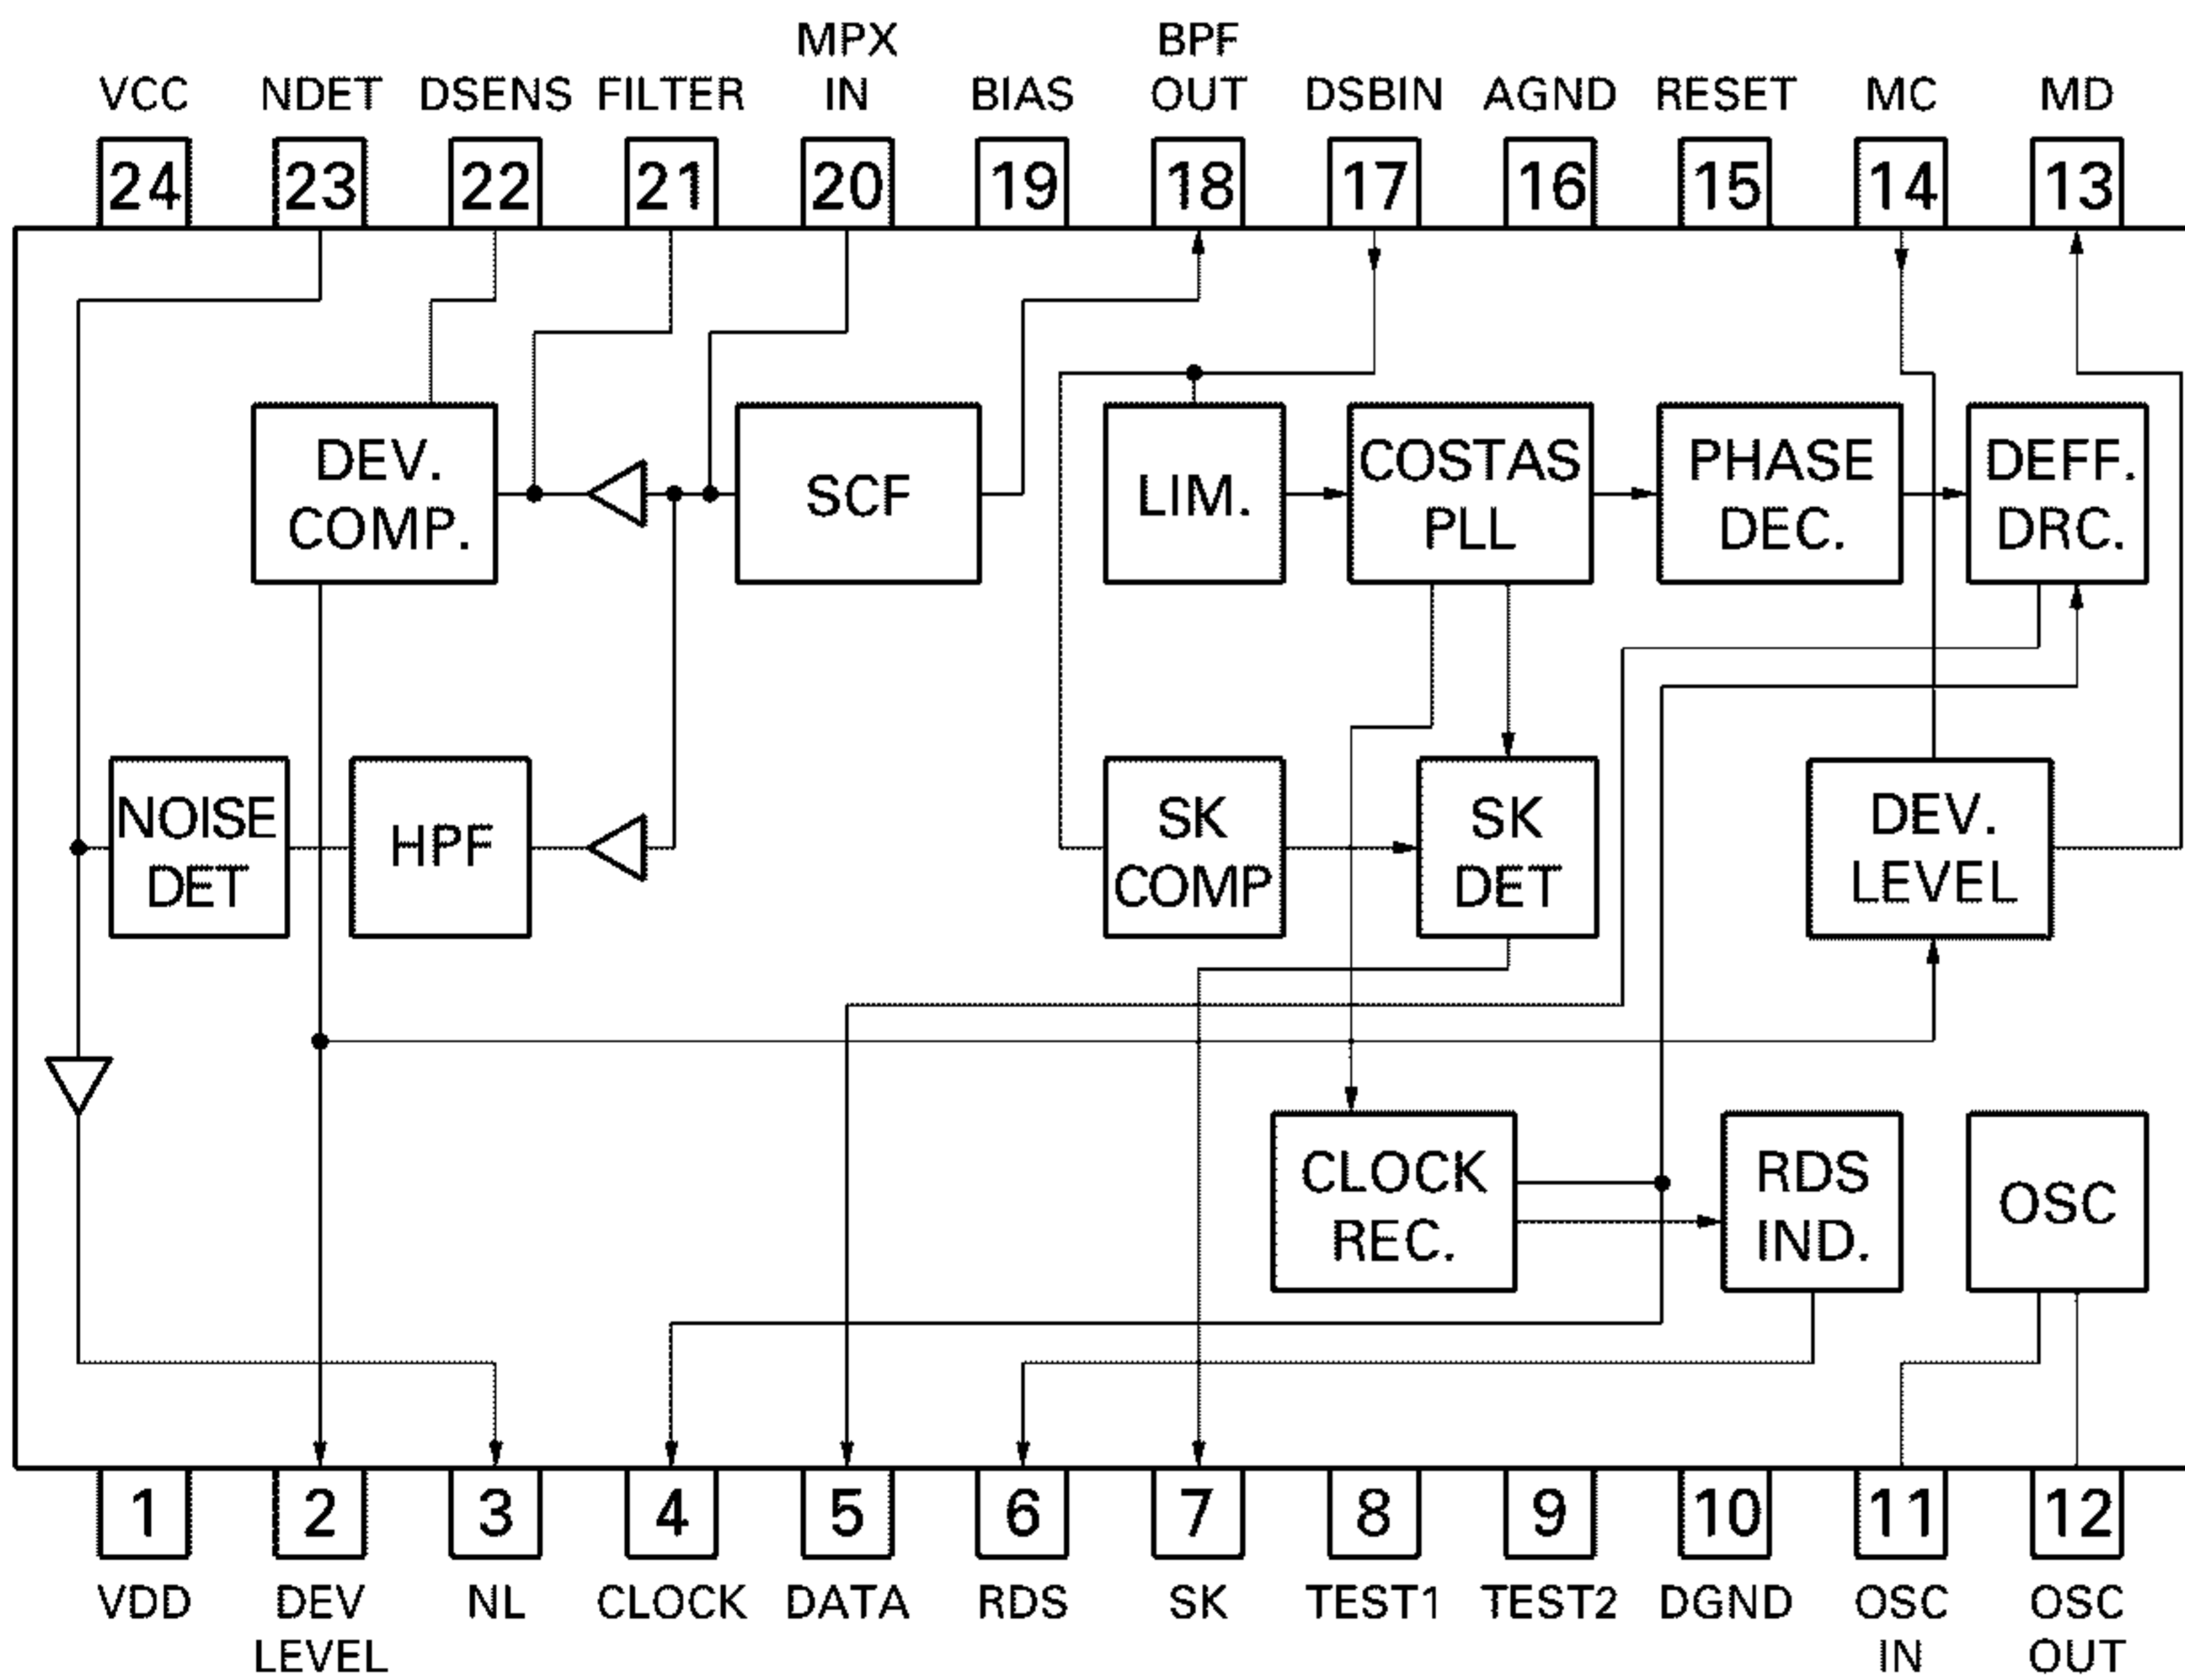 MPX BPF
VCC NDET DSENS FILTER IN BIAS OUT DSBIN AGND RESET MC MD
24 23 22 21 20 19 18 17 16 15 14 13
DEV. SCF LIM. COSTAS PHASE DEFF.
COMP. PLL DEC. DRC.
NOISE HPF SK SK DEV.
DET COMP DET LEVEL
CLOCK RDS OSC
REC. IND.
1 2 3 4 5 6 7 8 9 10 11 12
VDD DEV NL CLOCK DATA RDS SK TEST1 TEST2 DGND OSC OSC
LEVEL IN OUT